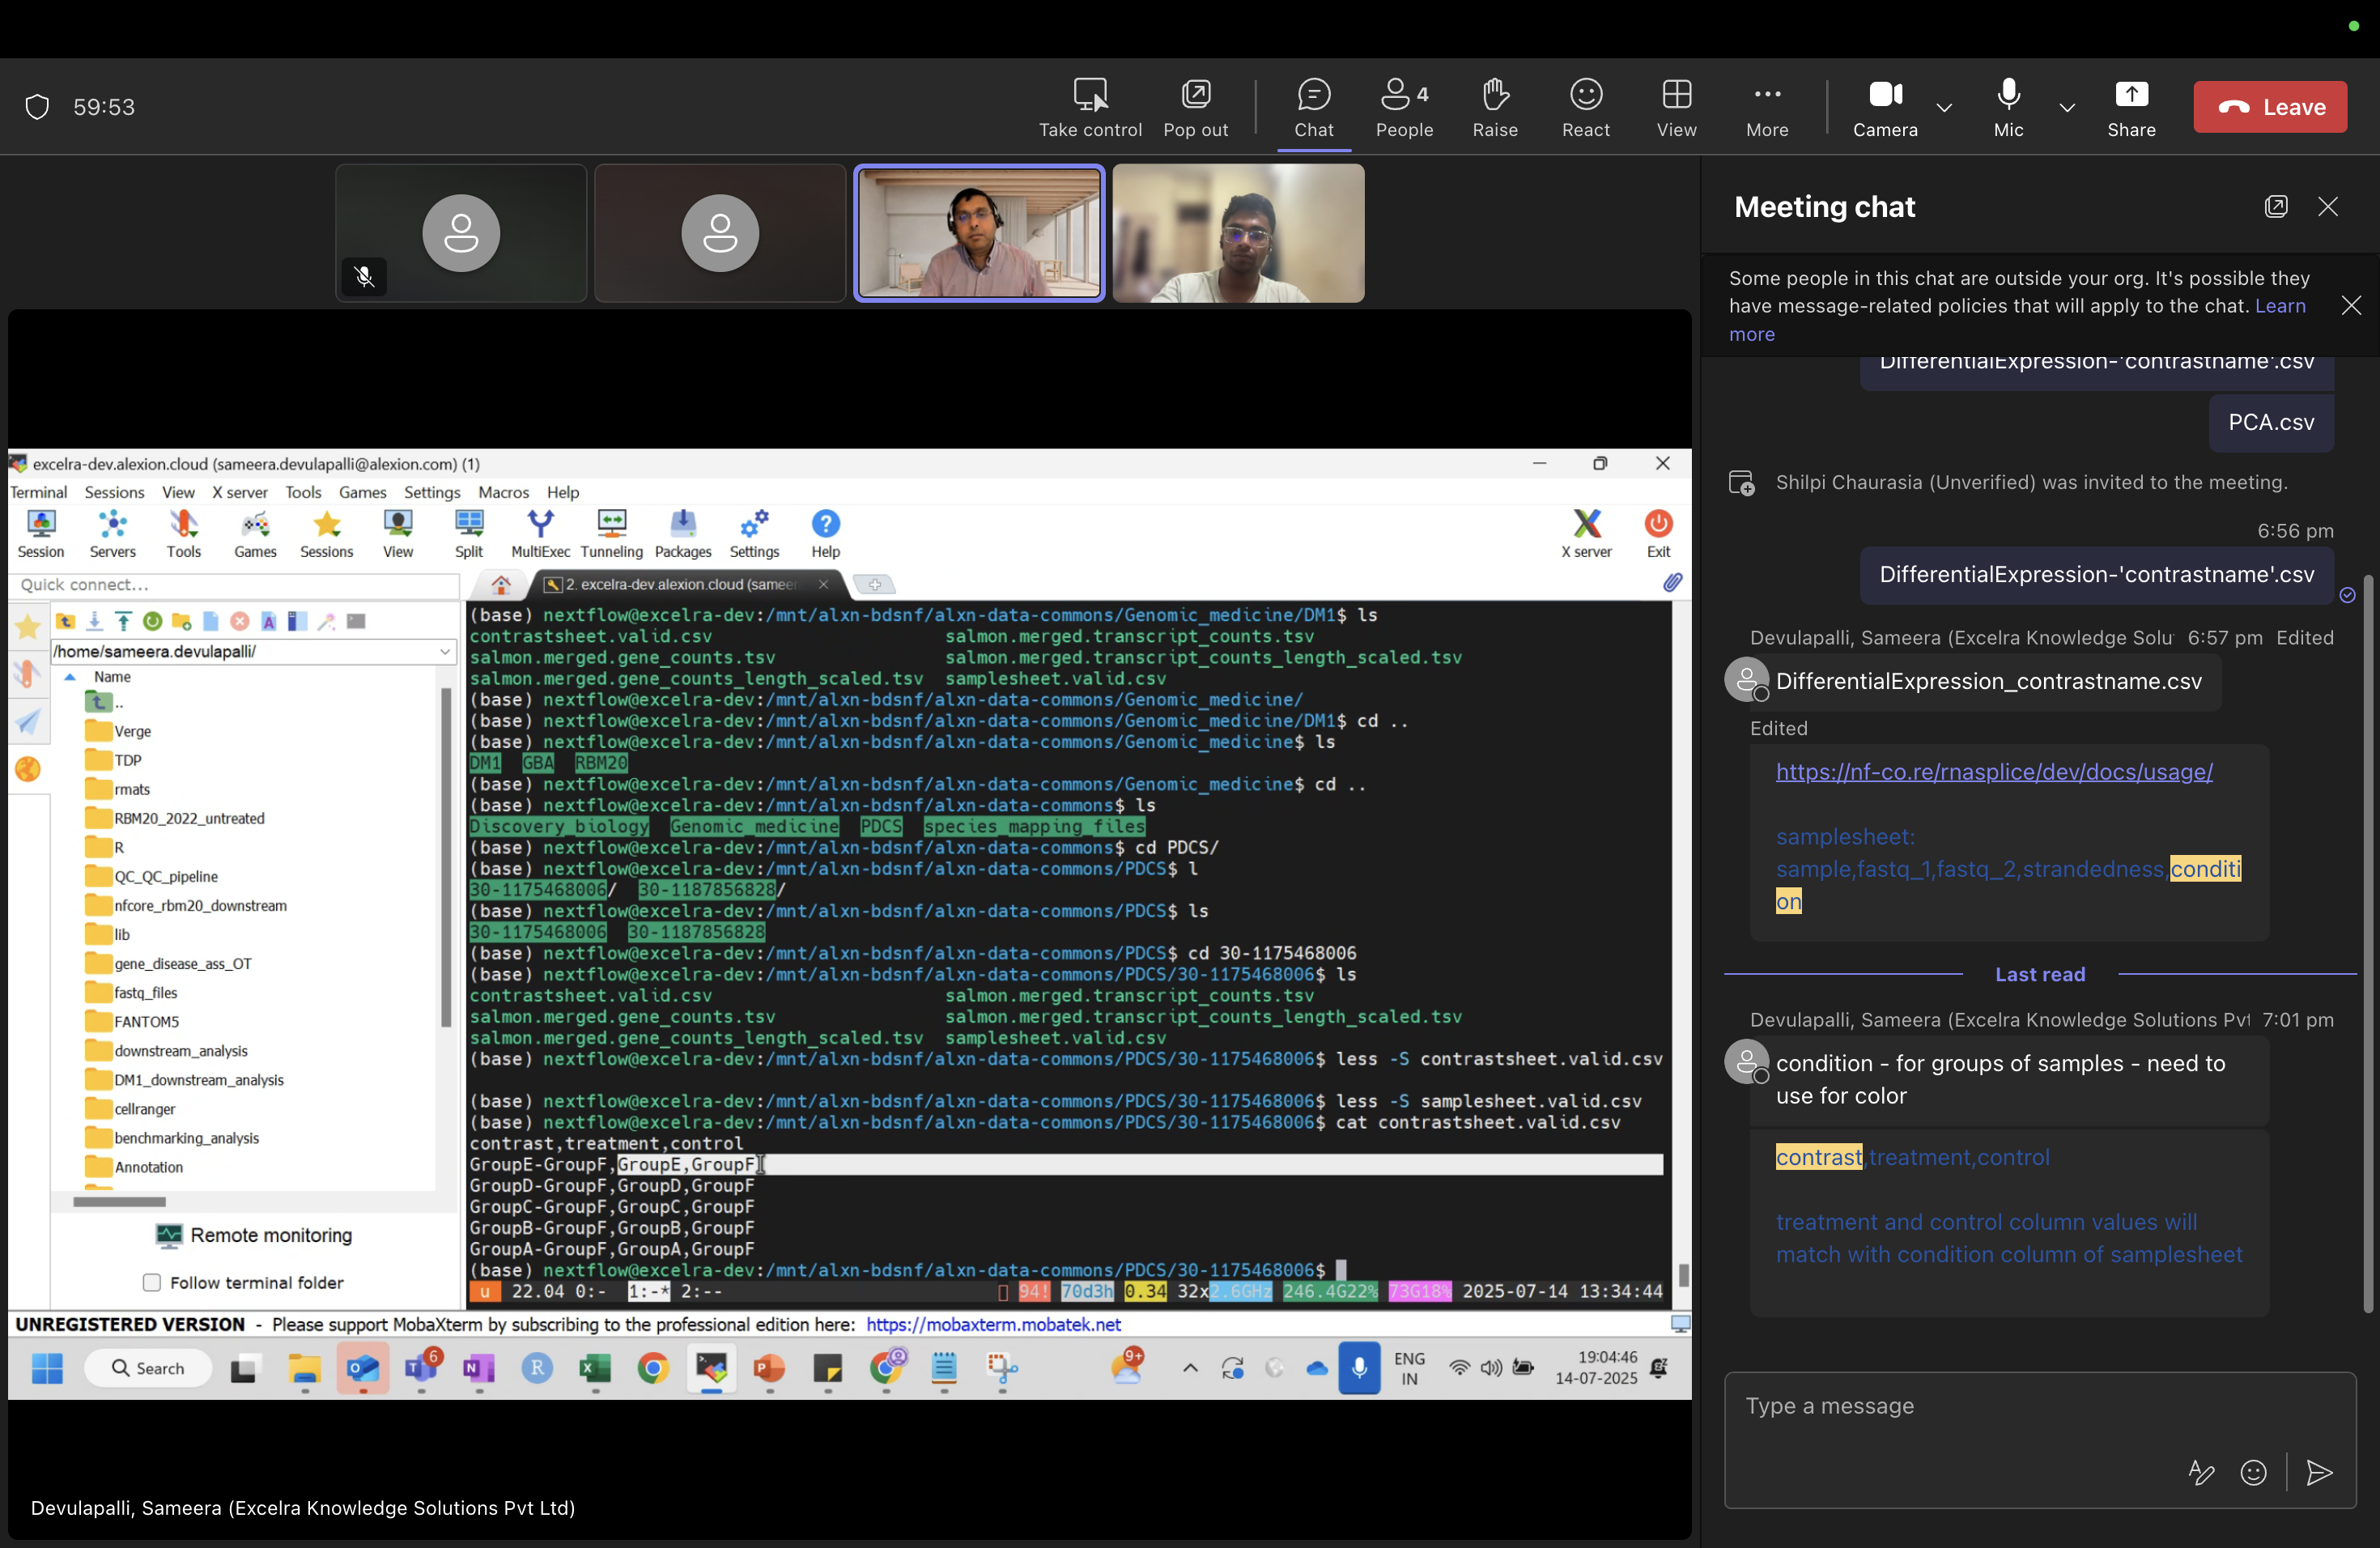 59:53
Take control
Pop out
Chat
4
People
Raise
React
View
More
Camera
Mic
Share
Leave
excelra-dev.alexion.cloud (sameera.devulapalli@alexion.com) (1)
Terminal Sessions View X server Tools Games Settings Macros Help
Session Servers Tools Games Sessions View Split MultiExec Tunneling Packages Settings Help X server Exit
Quick connect...
2. excelra-dev.alexion.cloud (sameer
/home/sameera.devulapalli/
Name
..
Verge
TDP
rmats
RBM20_2022_untreated
R
QC_QC_pipeline
nfcore_rbm20_downstream
lib
gene_disease_ass_OT
fastq_files
FANTOM5
downstream_analysis
DM1_downstream_analysis
cellranger
benchmarking_analysis
Annotation
Remote monitoring
Follow terminal folder
(base) nextflow@excelra-dev:/mnt/alxn-bdsnf/alxn-data-commons/Genomic_medicine/DM1$ ls
contrastsheet.valid.csv salmon.merged.transcript_counts.tsv
salmon.merged.gene_counts.tsv salmon.merged.transcript_counts_length_scaled.tsv
salmon.merged.gene_counts_length_scaled.tsv samplesheet.valid.csv
(base) nextflow@excelra-dev:/mnt/alxn-bdsnf/alxn-data-commons/Genomic_medicine/
(base) nextflow@excelra-dev:/mnt/alxn-bdsnf/alxn-data-commons/Genomic_medicine/DM1$ cd ..
(base) nextflow@excelra-dev:/mnt/alxn-bdsnf/alxn-data-commons/Genomic_medicine$ ls
DM1 GBA RBM20
(base) nextflow@excelra-dev:/mnt/alxn-bdsnf/alxn-data-commons/Genomic_medicine$ cd ..
(base) nextflow@excelra-dev:/mnt/alxn-bdsnf/alxn-data-commons$ ls
Discovery_biology Genomic_medicine PDCS species_mapping_files
(base) nextflow@excelra-dev:/mnt/alxn-bdsnf/alxn-data-commons$ cd PDCS/
(base) nextflow@excelra-dev:/mnt/alxn-bdsnf/alxn-data-commons/PDCS$ l
30-1175468006/ 30-1187856828/
(base) nextflow@excelra-dev:/mnt/alxn-bdsnf/alxn-data-commons/PDCS$ ls
30-1175468006 30-1187856828
(base) nextflow@excelra-dev:/mnt/alxn-bdsnf/alxn-data-commons/PDCS$ cd 30-1175468006
(base) nextflow@excelra-dev:/mnt/alxn-bdsnf/alxn-data-commons/PDCS/30-1175468006$ ls
contrastsheet.valid.csv salmon.merged.transcript_counts.tsv
salmon.merged.gene_counts.tsv salmon.merged.transcript_counts_length_scaled.tsv
salmon.merged.gene_counts_length_scaled.tsv samplesheet.valid.csv
(base) nextflow@excelra-dev:/mnt/alxn-bdsnf/alxn-data-commons/PDCS/30-1175468006$ less -S contrastsheet.valid.csv
(base) nextflow@excelra-dev:/mnt/alxn-bdsnf/alxn-data-commons/PDCS/30-1175468006$ less -S samplesheet.valid.csv
(base) nextflow@excelra-dev:/mnt/alxn-bdsnf/alxn-data-commons/PDCS/30-1175468006$ cat contrastsheet.valid.csv
contrast,treatment,control
GroupE-GroupF,GroupE,GroupF
GroupD-GroupF,GroupD,GroupF
GroupC-GroupF,GroupC,GroupF
GroupB-GroupF,GroupB,GroupF
GroupA-GroupF,GroupA,GroupF
(base) nextflow@excelra-dev:/mnt/alxn-bdsnf/alxn-data-commons/PDCS/30-1175468006$
u 22.04 0:- 1:-* 2:-- 94! 70d3h 0.34 32x2.6GHz 246.4G22% 73G18% 2025-07-14 13:34:44
UNREGISTERED VERSION - Please support MobaXterm by subscribing to the professional edition here: https://mobaxterm.mobatek.net
Search
6
9+
ENG
IN
19:04:46
14-07-2025
Devulapalli, Sameera (Excelra Knowledge Solutions Pvt Ltd)
Meeting chat
Some people in this chat are outside your org. It's possible they
have message-related policies that will apply to the chat. Learn
more
DifferentialExpression-'contrastname'.csv
PCA.csv
Shilpi Chaurasia (Unverified) was invited to the meeting.
6:56 pm
DifferentialExpression-'contrastname'.csv
Devulapalli, Sameera (Excelra Knowledge Solu 6:57 pm Edited
DifferentialExpression_contrastname.csv
Edited
https://nf-co.re/rnasplice/dev/docs/usage/
samplesheet:
sample,fastq_1,fastq_2,strandedness,conditi
on
Last read
Devulapalli, Sameera (Excelra Knowledge Solutions Pvt 7:01 pm
condition - for groups of samples - need to
use for color
contrast,treatment,control
treatment and control column values will
match with condition column of samplesheet
Type a message